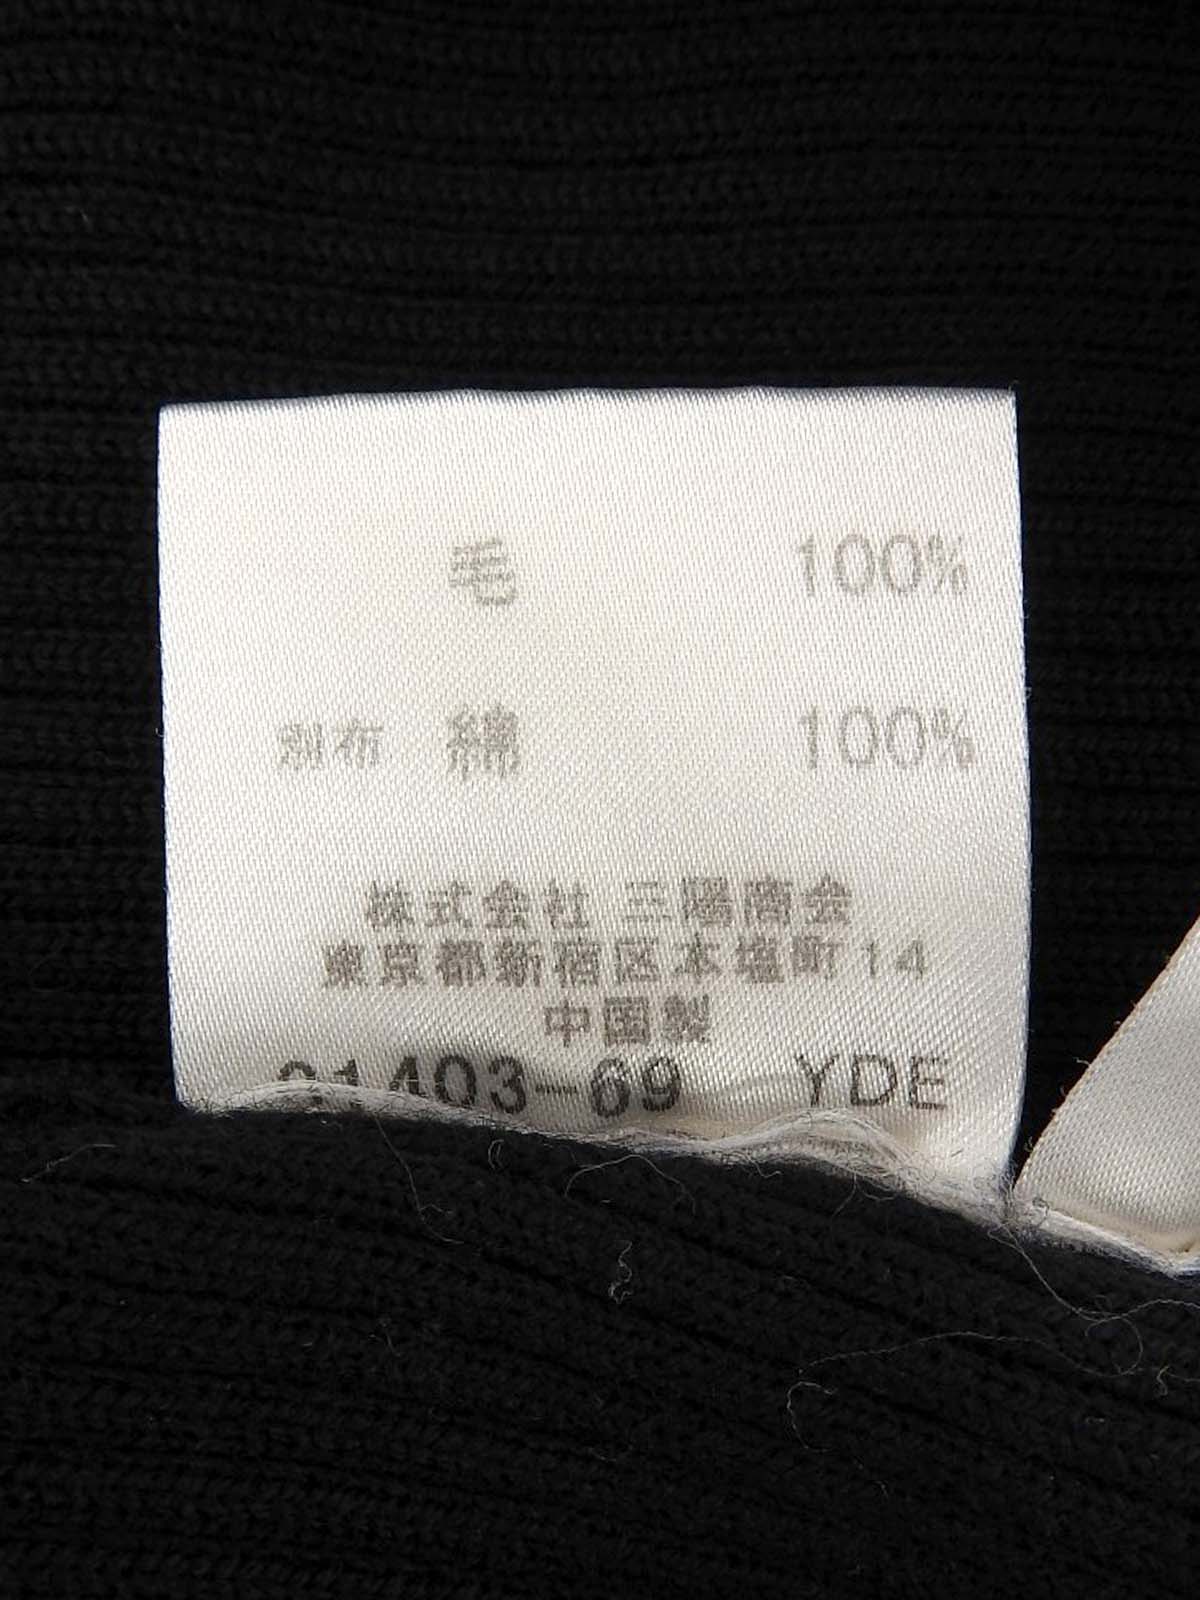 毛 100%
別布 綿 100%
株式会社 三陽商会
東京都新宿区本塩町14
中国製
YDE